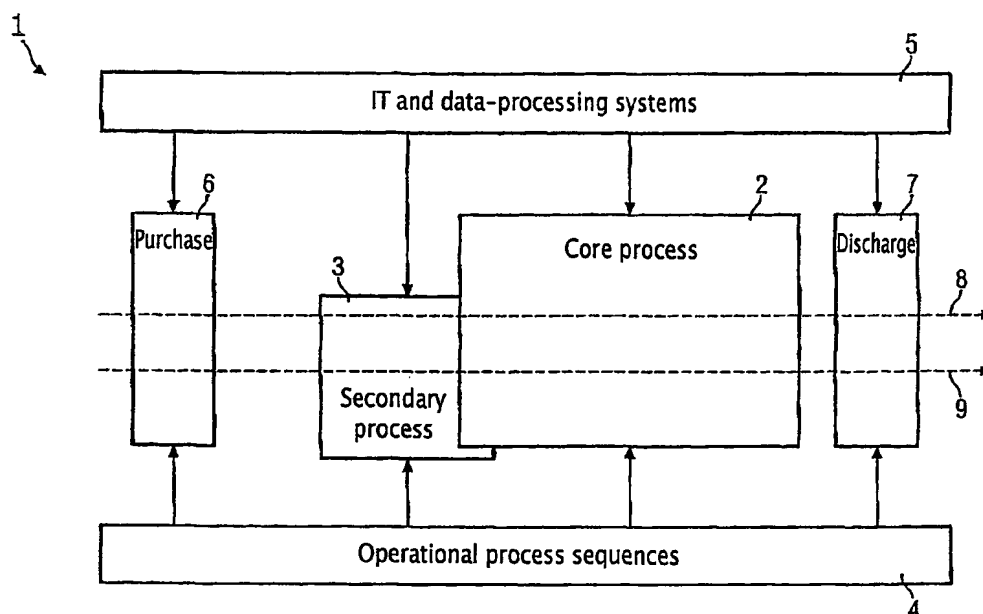 1
5
IT and data-processing systems
6
2
7
Purchase
Core process
Discharge
3
8
9
Secondary
process
Operational process sequences
4